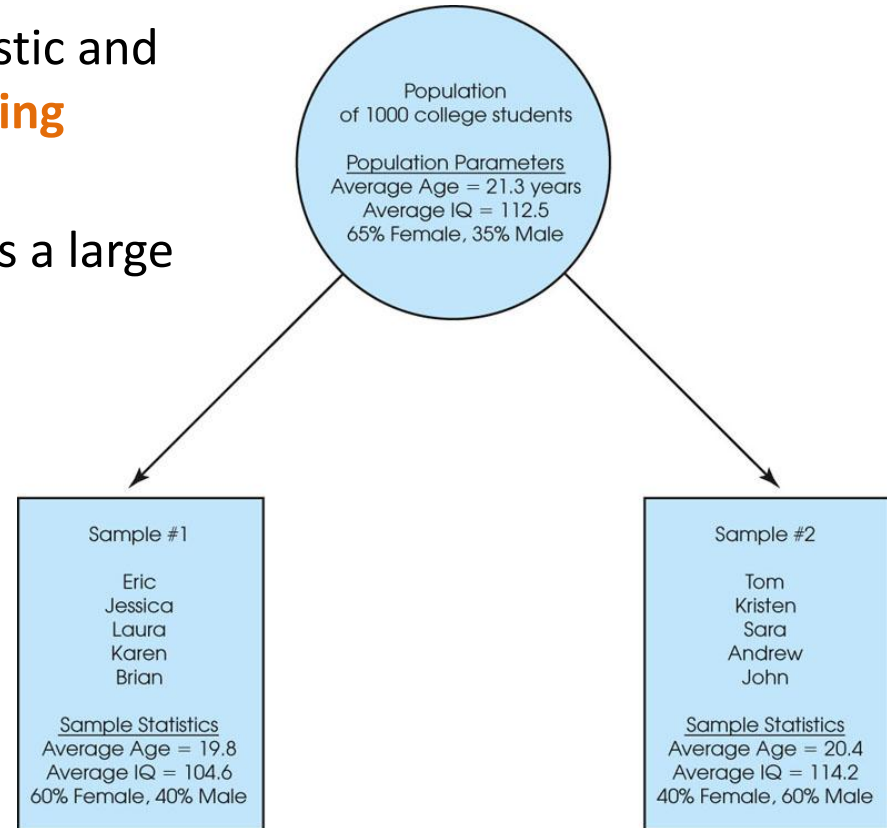 stic and
ing
s a large
Population
of 1000 college students
Population Parameters
Average Age = 21.3 years
Average IQ = 112.5
65% Female, 35% Male
Sample #1
Eric
Jessica
Laura
Karen
Brian
Sample Statistics
Average Age = 19.8
Average IQ = 104.6
60% Female, 40% Male
Sample #2
Tom
Kristen
Sara
Andrew
John
Sample Statistics
Average Age = 20.4
Average IQ = 114.2
40% Female, 60% Male